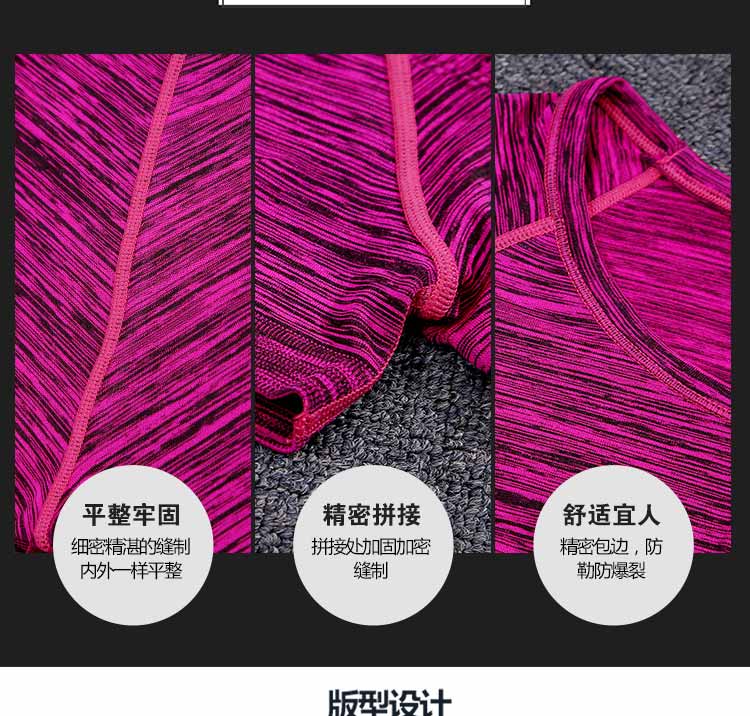 平整牢固
细密精湛的缝制
内外一样平整
精密拼接
拼接处加固加密
缝制
舒适宜人
精密包边，防
勒防爆裂
版型设计